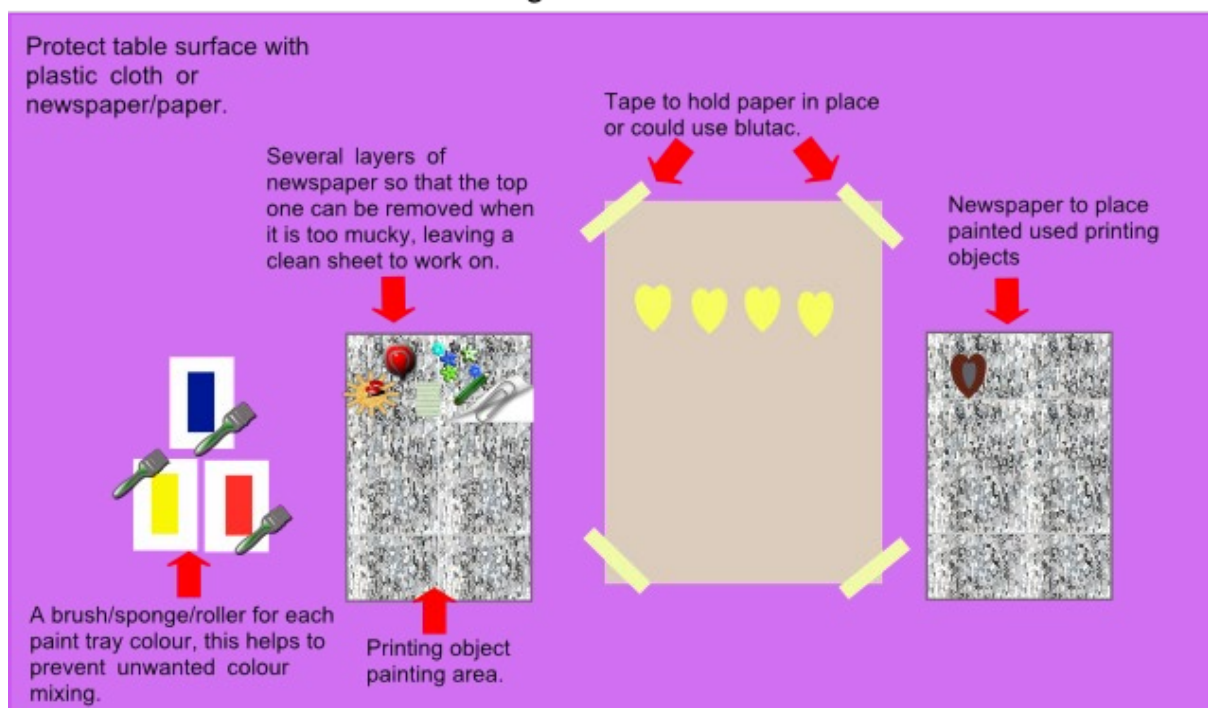 Protect table surface with
plastic cloth or
newspaper/paper.
Tape to hold paper in place
or could use blutac.
Several layers of
newspaper so that the top
one can be removed when
it is too mucky, leaving a
clean sheet to work on.
Newspaper to place
painted used printing
objects
A brush/sponge/roller for each
paint tray colour, this helps to
prevent unwanted colour
mixing.
Printing object
painting area.